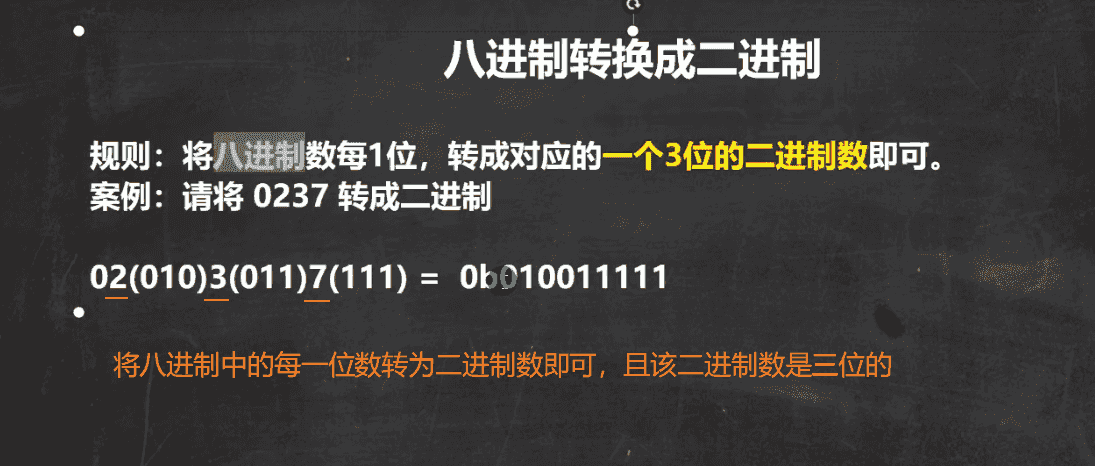 八进制转换成二进制
规则：将八进制数每1位，转成对应的一个3位的二进制数即可。
案例：请将 0237 转成二进制
02(010)3(011)7(111) = 0b010011111
将八进制中的每一位数转为二进制数即可，且该二进制数是三位的